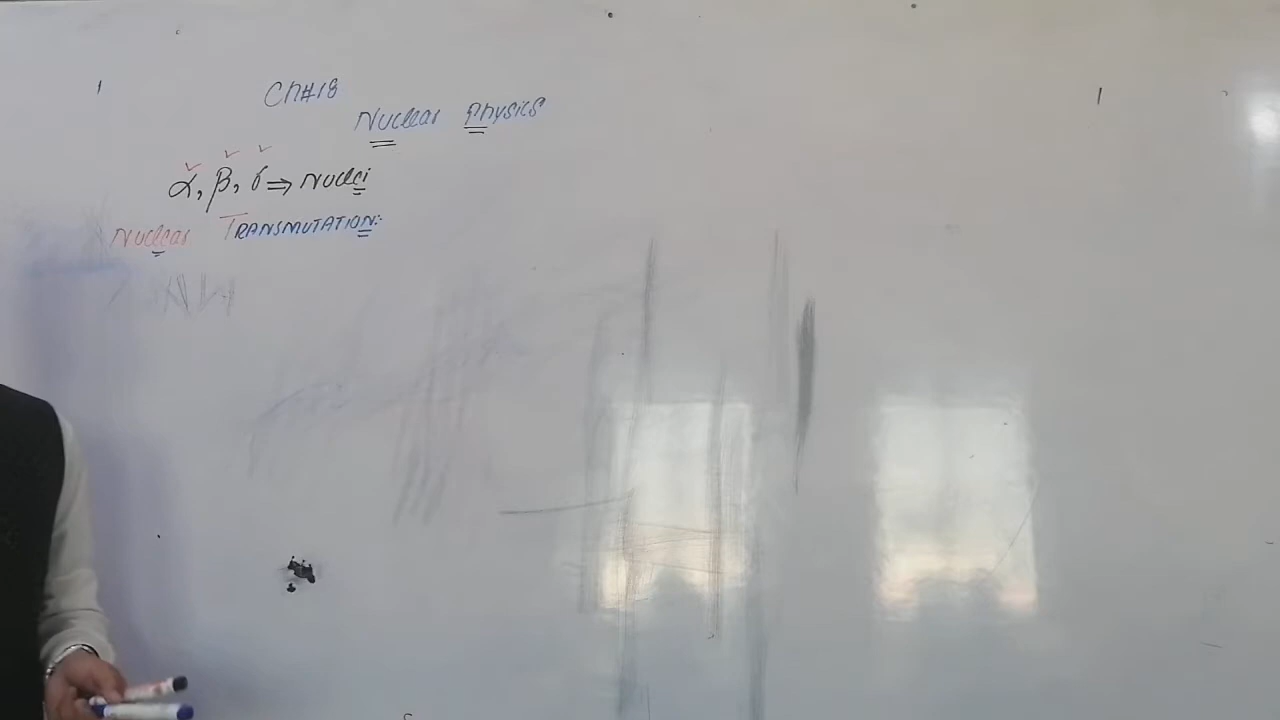 Ch#18
Nuclear Physics
α, β, γ ⇒ Nuclei
Nuclear TRANSMUTATION: